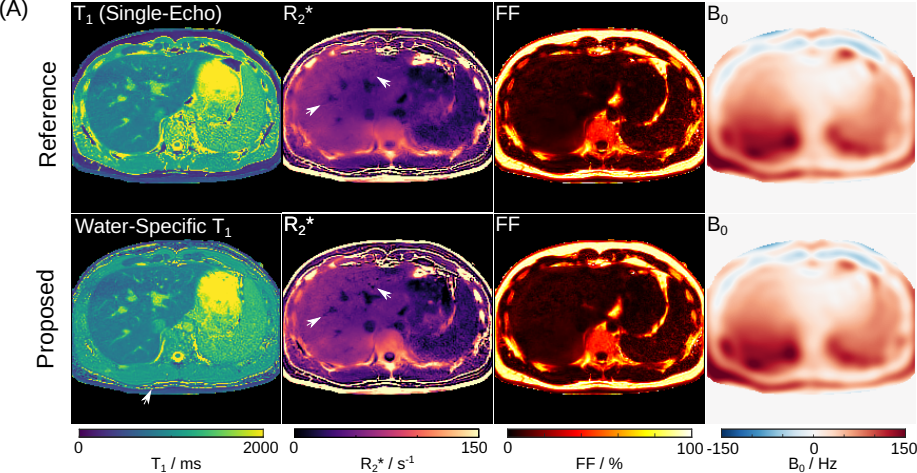 (A)
T1 (Single-Echo) R2* FF B0
Reference
Water-Specific T1 R2* FF B0
Proposed
0 2000 0 150 0 100 -150 0 150
T1 / ms R2* / s-1 FF / % B0 / Hz